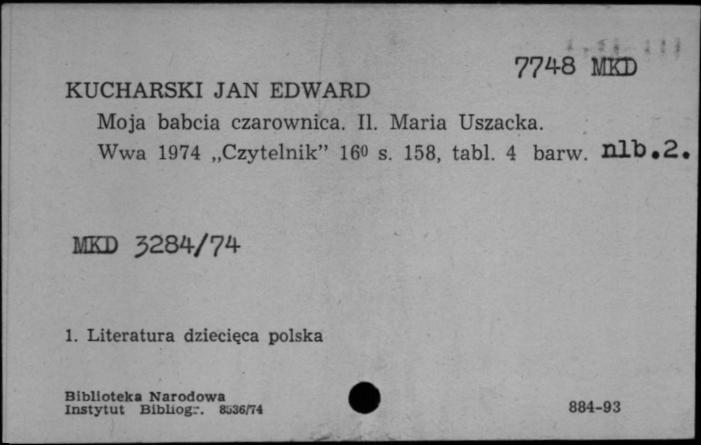 7748 MKD
KUCHARSKI JAN EDWARD
Moja babcia czarownica. Il. Maria Uszacka.
Wwa 1974 „Czytelnik” 16⁰ s. 158, tabl. 4 barw. nlb.2.
MKD 3284/74
1. Literatura dziecięca polska
Biblioteka Narodowa
Instytut Bibliogr. 8536/74
884-93